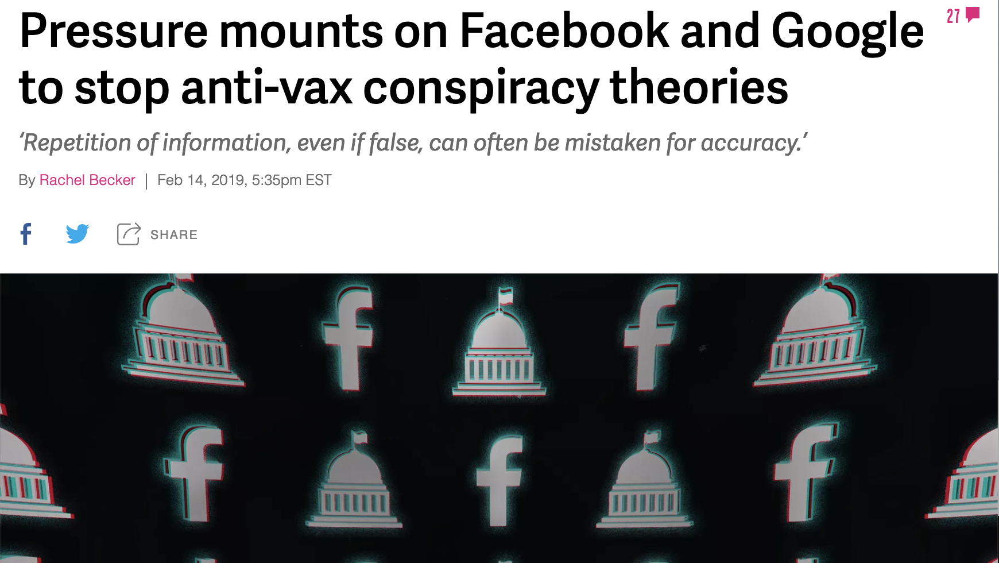 Pressure mounts on Facebook and Google
27
to stop anti-vax conspiracy theories
‘Repetition of information, even if false, can often be mistaken for accuracy.’
By Rachel Becker | Feb 14, 2019, 5:35pm EST
SHARE